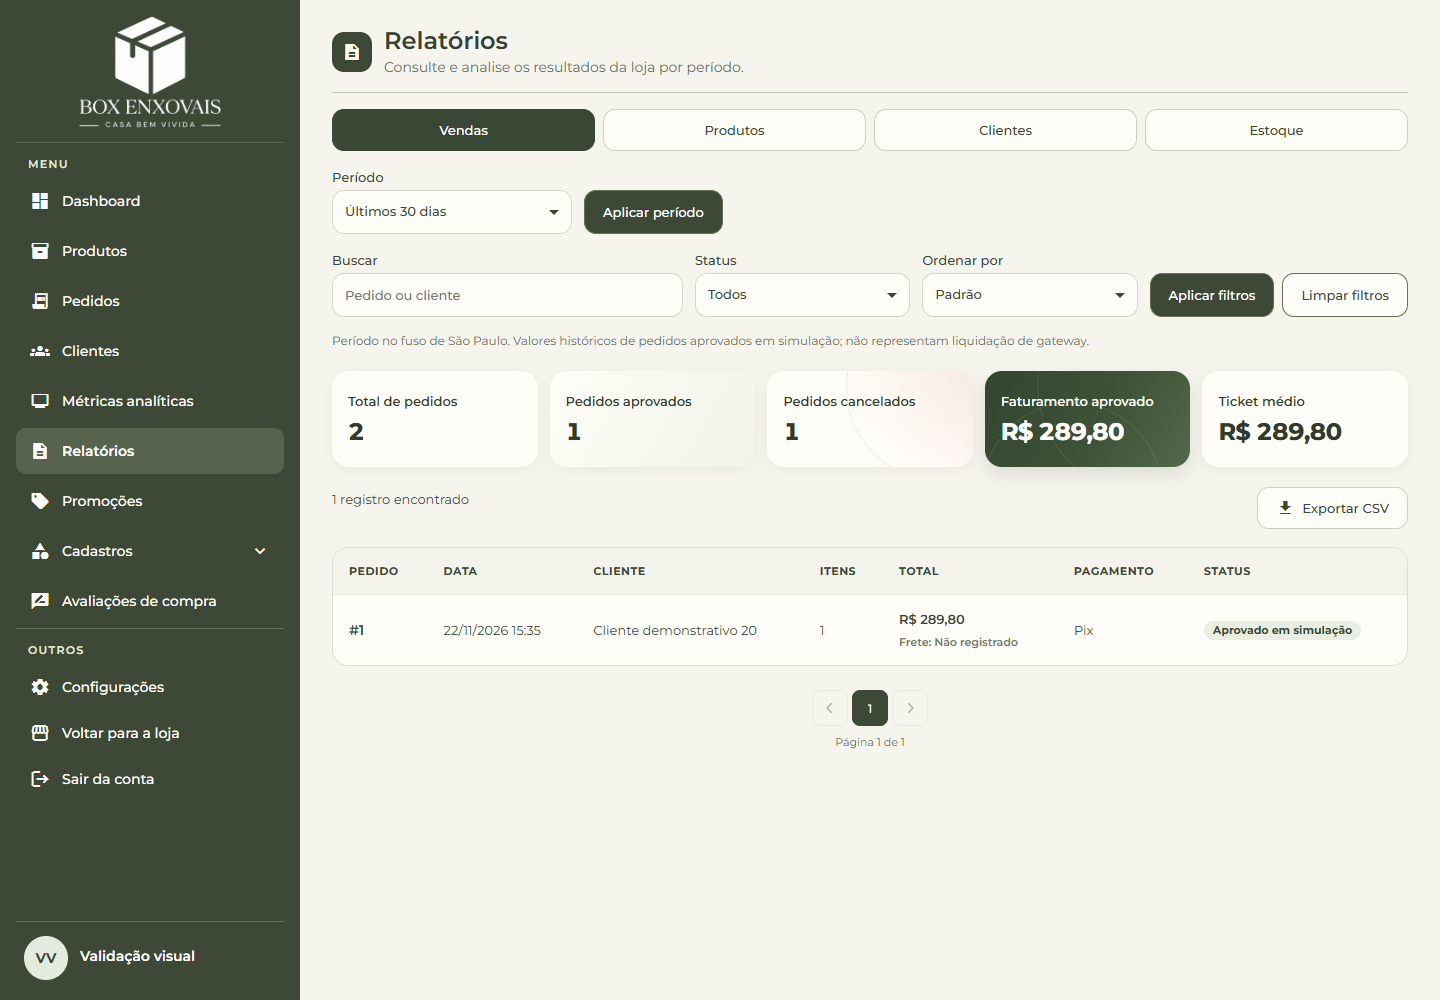 BOX ENXOVAIS
CASA BEM VIVIDA
MENU
Dashboard
Produtos
Pedidos
Clientes
Métricas analíticas
Relatórios
Promoções
Cadastros
Avaliações de compra
OUTROS
Configurações
Voltar para a loja
Sair da conta
VV
Validação visual
Relatórios
Consulte e analise os resultados da loja por período.
Vendas
Produtos
Clientes
Estoque
Período
Últimos 30 dias
Aplicar período
Buscar
Status
Ordenar por
Pedido ou cliente
Todos
Padrão
Aplicar filtros
Limpar filtros
Período no fuso de São Paulo. Valores históricos de pedidos aprovados em simulação; não representam liquidação de gateway.
Total de pedidos
2
Pedidos aprovados
1
Pedidos cancelados
1
Faturamento aprovado
R$ 289,80
Ticket médio
R$ 289,80
1 registro encontrado
Exportar CSV
PEDIDO DATA CLIENTE ITENS TOTAL PAGAMENTO STATUS
#1 22/11/2026 15:35 Cliente demonstrativo 20 1 R$ 289,80 Pix Aprovado em simulação
Frete: Não registrado
1
Página 1 de 1